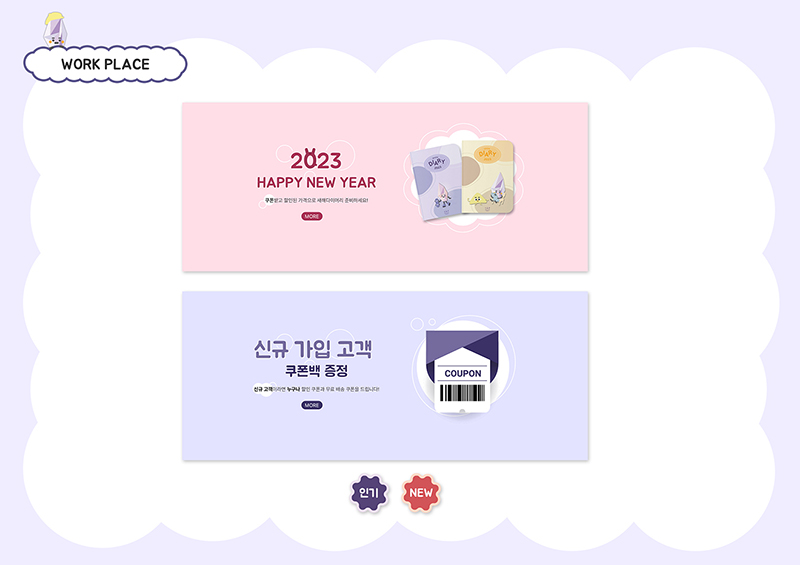 WORK PLACE
2023
HAPPY NEW YEAR
쿠폰받고 할인된 가격으로 새해다이어리 준비하세요!
MORE
DIARY
DIARY
신규 가입 고객
쿠폰백 증정
신규 고객이라면 누구나 할인 쿠폰과 무료 배송 쿠폰을 드립니다!
MORE
COUPON
인기
NEW